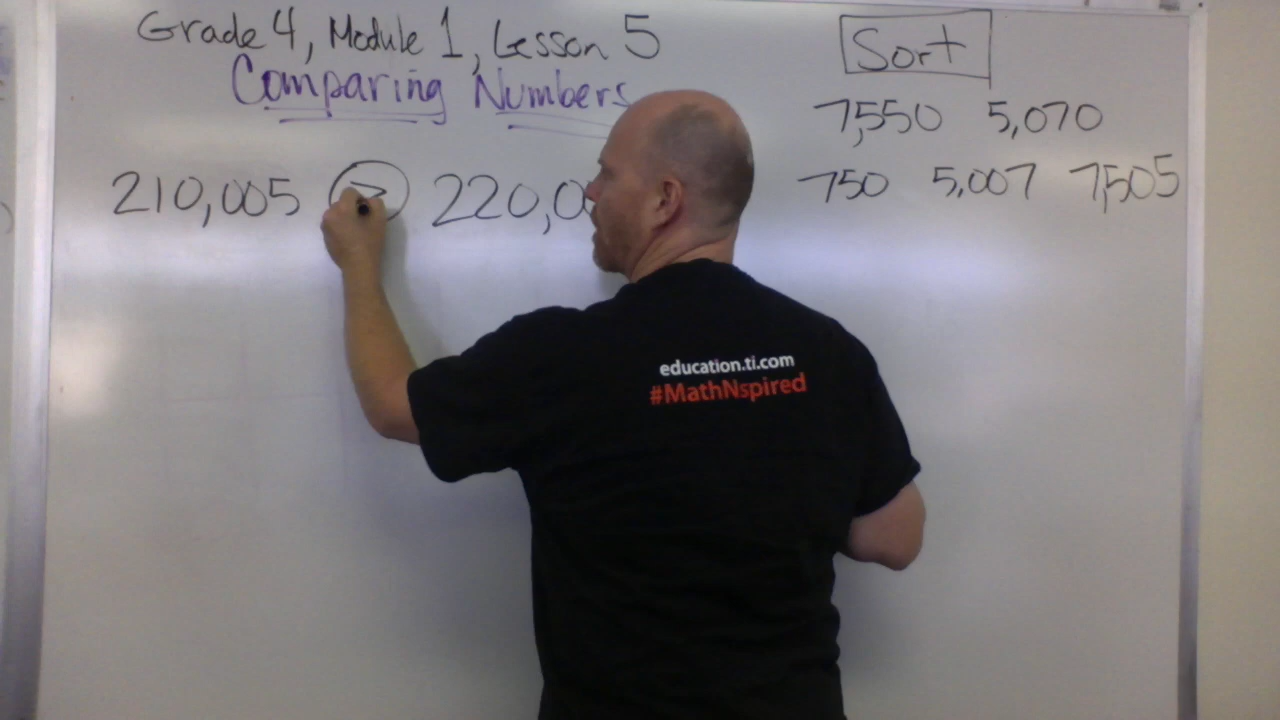 Grade 4, Module 1, Lesson 5
Comparing Numbers
210,005 > 220,0
Sort
7,550 5,070
750 5,007 7,505
education.ti.com
#MathNspired